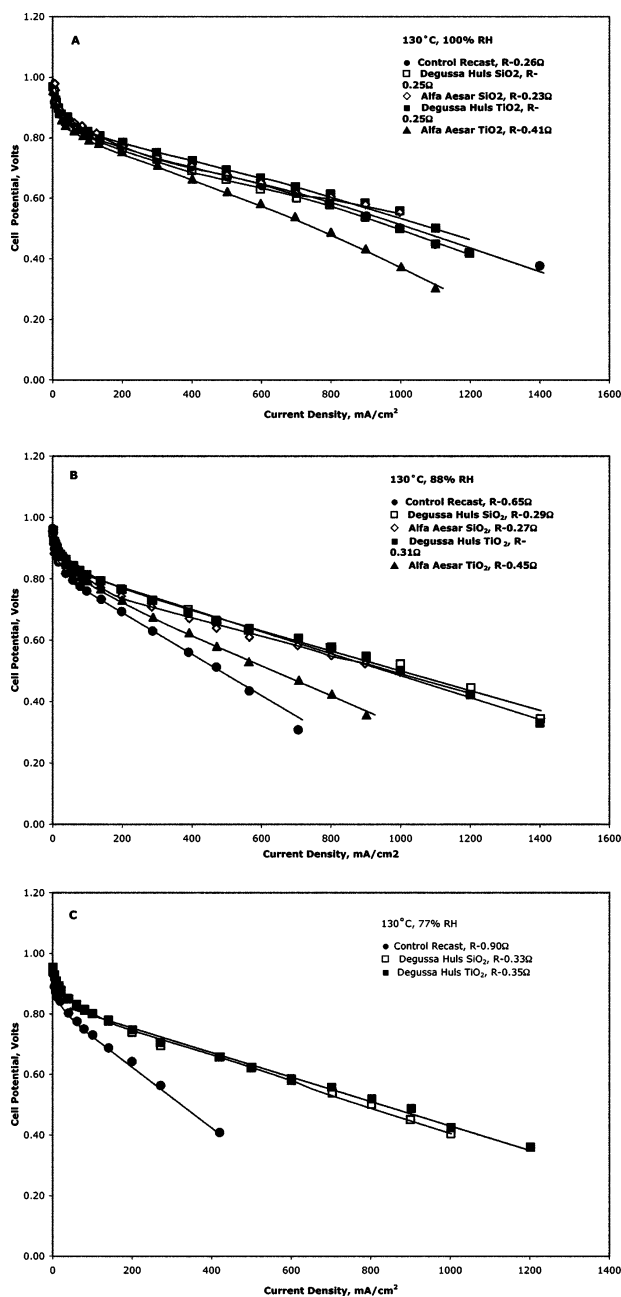 1.20
1.00
0.80
0.60
0.40
0.20
0.00
Cell Potential, Volts
A
130°C, 100% RH
Control Recast, R-0.26Ω
Degussa Huls SiO2, R-
0.25Ω
Alfa Aesar SiO2, R-0.23Ω
Degussa Huls TiO2, R-
0.25Ω
Alfa Aesar TiO2, R-0.41Ω
0 200 400 600 800 1000 1200 1400 1600
Current Density, mA/cm²
1.20
1.00
0.80
0.60
0.40
0.20
0.00
Cell Potential, Volts
B
130°C, 88% RH
Control Recast, R-0.65Ω
Degussa Huls SiO₂, R-0.29Ω
Alfa Aesar SiO₂, R-0.27Ω
Degussa Huls TiO₂, R-
0.31Ω
Alfa Aesar TiO₂, R-0.45Ω
0 200 400 600 800 1000 1200 1400 1600
Current Density, mA/cm2
1.20
1.00
0.80
0.60
0.40
0.20
0.00
Cell Potential, Volts
C
130°C, 77% RH
Control Recast, R-0.90Ω
Degussa Huls SiO₂, R-0.33Ω
Degussa Huls TiO₂, R-0.35Ω
0 200 400 600 800 1000 1200 1400
Current Density, mA/cm²